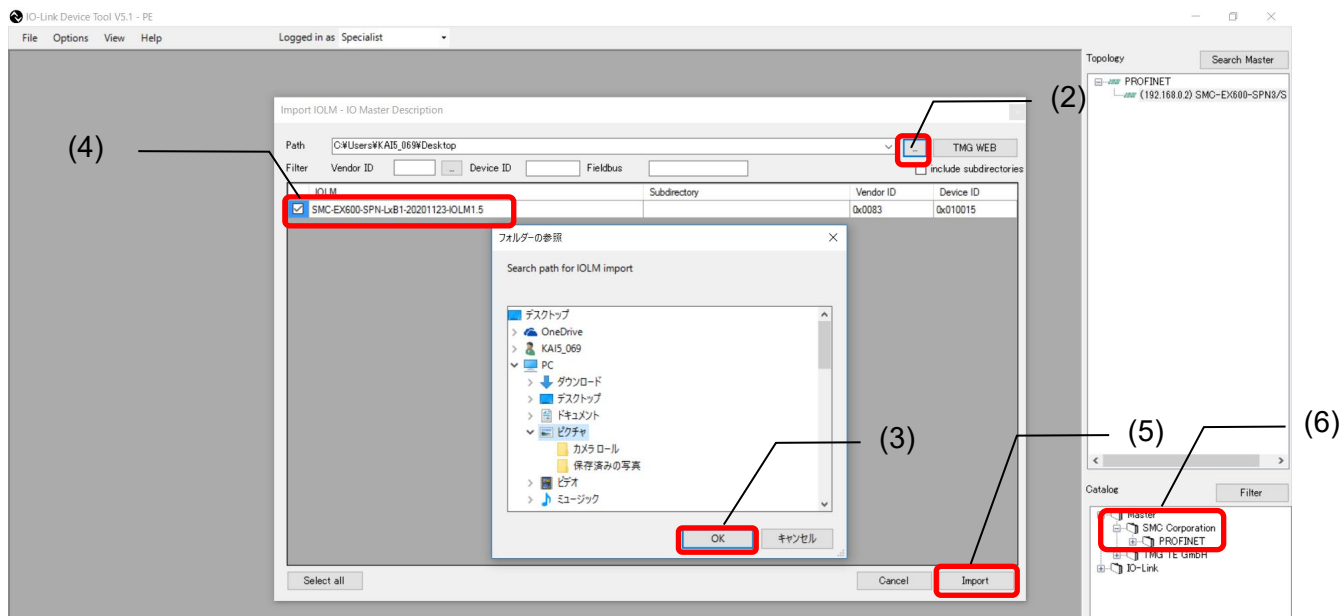 IO-Link Device Tool V5.1 - PE
File Options View Help Logged in as Specialist
Topology Search Master
PROFINET
(192.168.0.2) SMC-EX600-SPN3/S
Import IOLM - IO Master Description
(2)
(4)
Path C:¥Users¥KAI5_069¥Desktop ... TMG WEB
Filter Vendor ID ... Device ID Fieldbus include subdirectories
IOLM Subdirectory Vendor ID Device ID
SMC-EX600-SPN-LxB1-20201123-IOLM1.5 0x0083 0x010015
フォルダーの参照
Search path for IOLM import
デスクトップ
OneDrive
KAI5_069
PC
ダウンロード
デスクトップ
ドキュメント
ピクチャ
カメラロール
保存済みの写真
ビデオ
ミュージック
(3)
(5)
(6)
OK キャンセル
Catalog Filter
Master
SMC Corporation
PROFINET
TMG TE GmbH
IO-Link
Select all Cancel Import